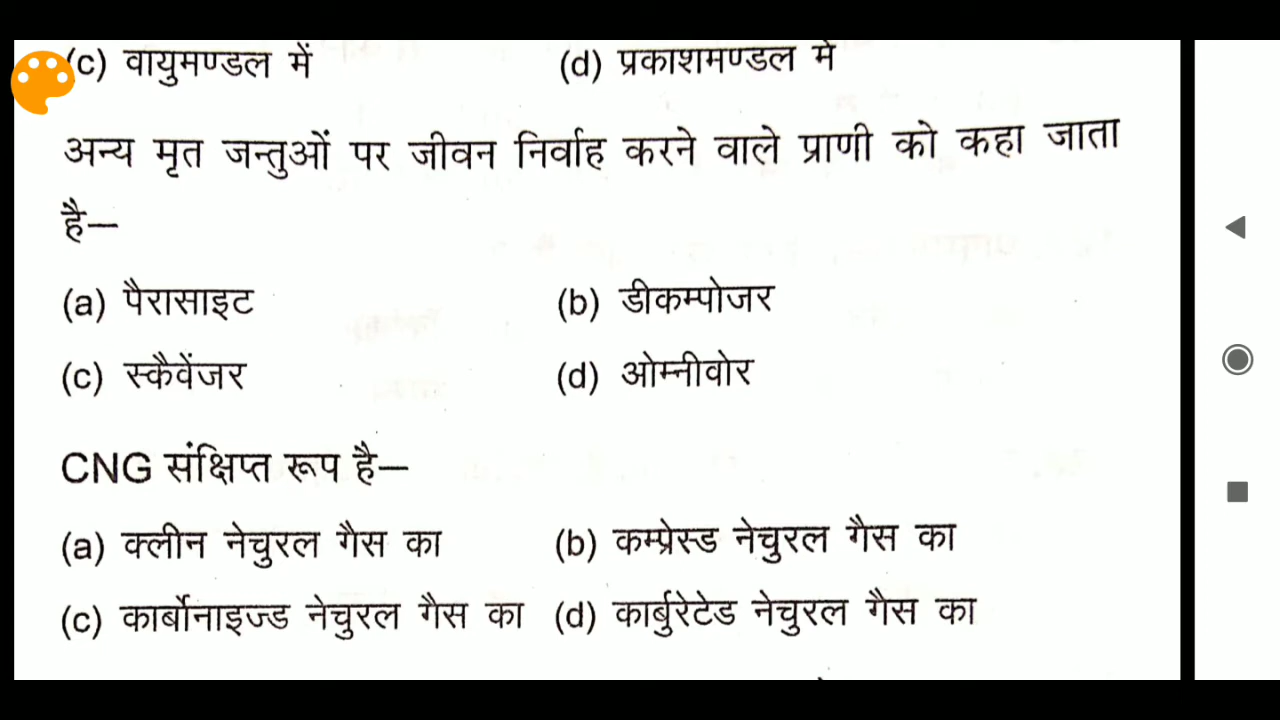 (c) वायुमण्डल में (d) प्रकाशमण्डल में
अन्य मृत जन्तुओं पर जीवन निर्वाह करने वाले प्राणी को कहा जाता
है—
(a) पैरासाइट (b) डीकम्पोजर
(c) स्कैवेंजर (d) ओम्नीवोर
CNG संक्षिप्त रूप है—
(a) क्लीन नेचुरल गैस का (b) कम्प्रेस्ड नेचुरल गैस का
(c) कार्बोनाइज्ड नेचुरल गैस का (d) कार्बुरेटेड नेचुरल गैस का